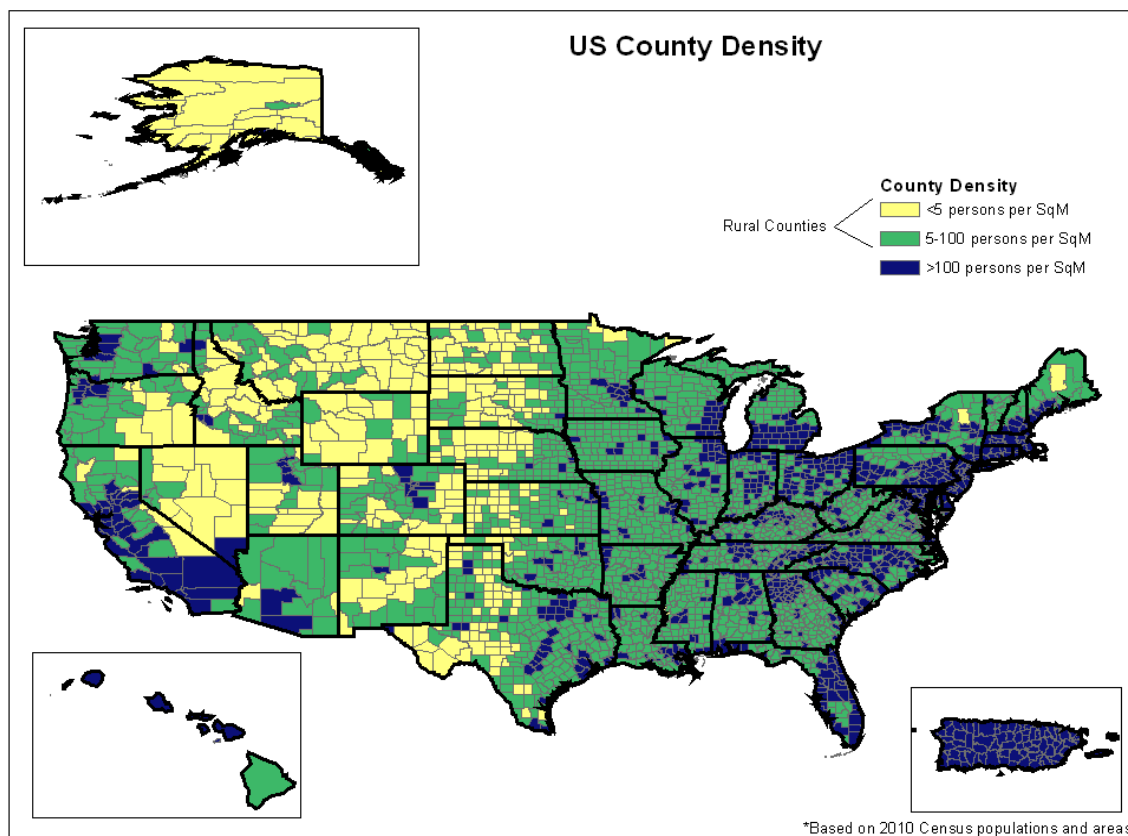 US County Density
County Density
Rural Counties
<5 persons per SqM
5-100 persons per SqM
>100 persons per SqM
*Based on 2010 Census populations and areas